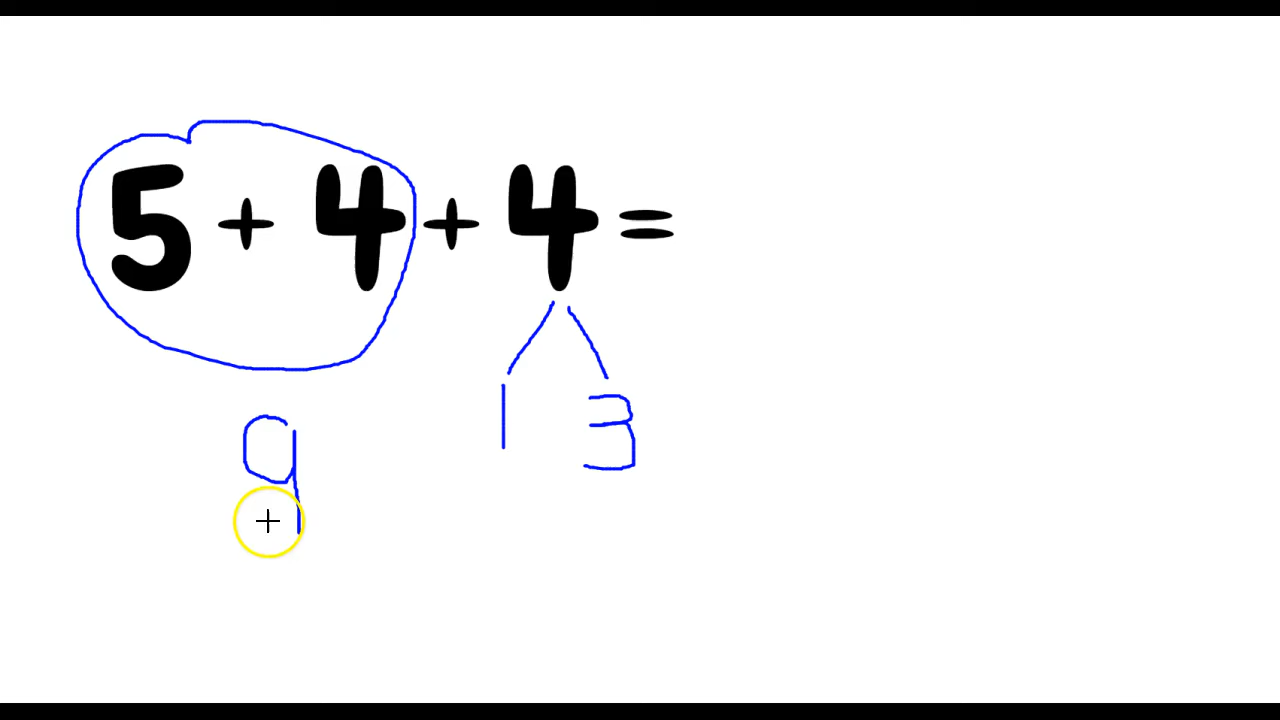 5 + 4 + 4 =
1 3
9